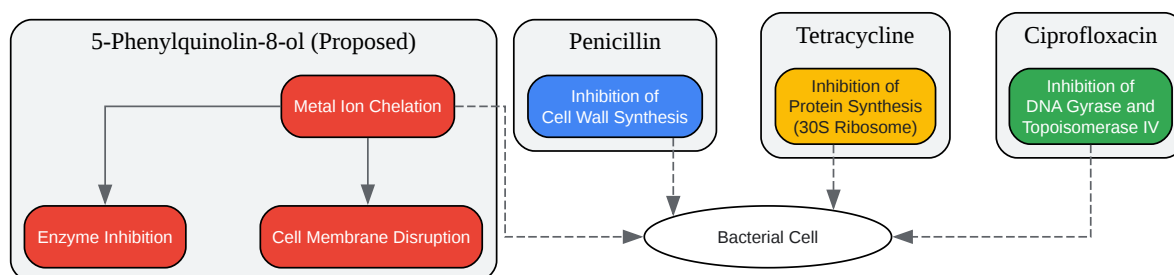 5-Phenylquinolin-8-ol (Proposed)
Metal Ion Chelation
Enzyme Inhibition
Cell Membrane Disruption
Penicillin
Inhibition of
Cell Wall Synthesis
Tetracycline
Inhibition of
Protein Synthesis
(30S Ribosome)
Ciprofloxacin
Inhibition of
DNA Gyrase and
Topoisomerase IV
Bacterial Cell